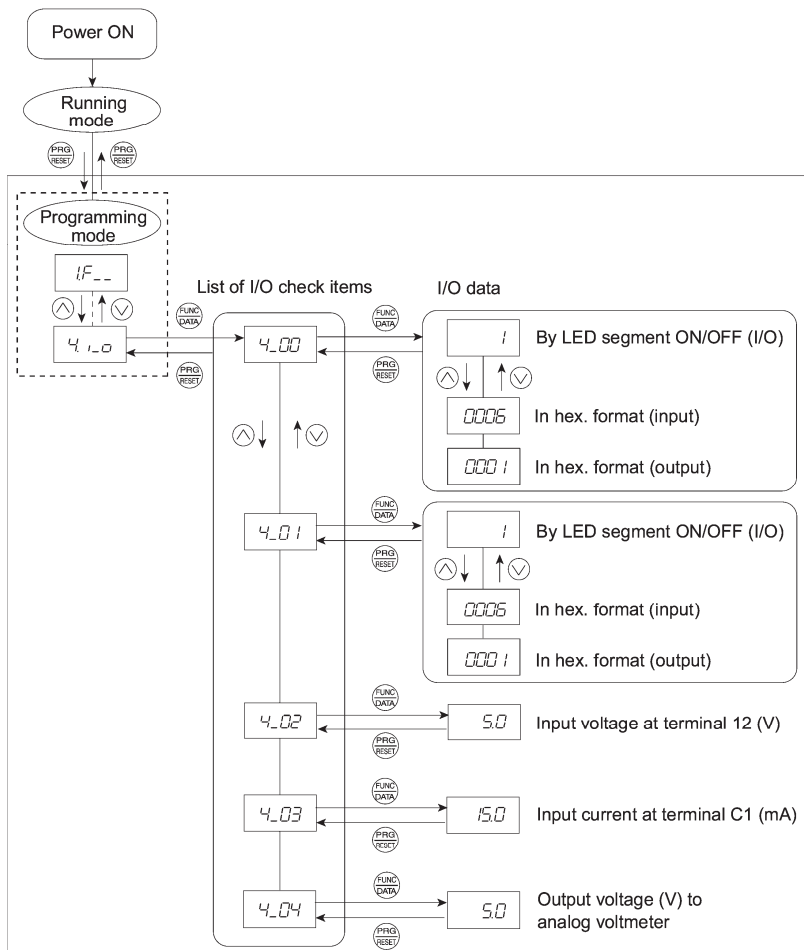 Power ON
Running
mode
PRG
RESET
PRG
RESET
Programming
mode
1.F__
4.i_o
List of I/O check items
I/O data
FUNC
DATA
PRG
RESET
4_00
FUNC
DATA
PRG
RESET
1
By LED segment ON/OFF (I/O)
0006
In hex. format (input)
0001
In hex. format (output)
4_01
FUNC
DATA
PRG
RESET
1
By LED segment ON/OFF (I/O)
0006
In hex. format (input)
0001
In hex. format (output)
4_02
FUNC
DATA
PRG
RESET
5.0
Input voltage at terminal 12 (V)
4_03
FUNC
DATA
PRG
RESET
15.0
Input current at terminal C1 (mA)
4_04
FUNC
DATA
PRG
RESET
5.0
Output voltage (V) to
analog voltmeter